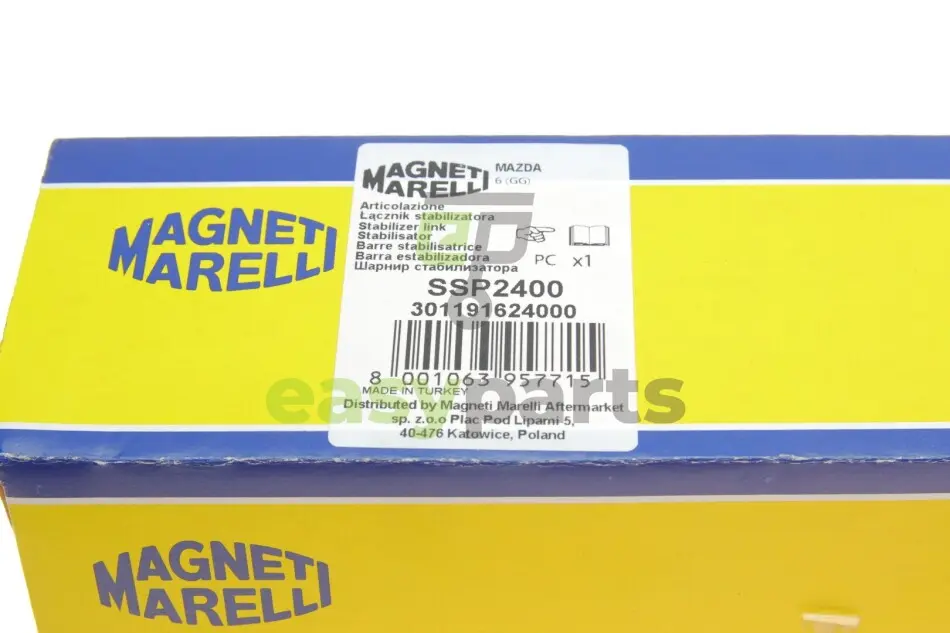 MAGNETI
MARELLI
MAGNETI
MARELLI
MAZDA
6 (GG)
Articolazione
Łącznik stabilizatora
Stabilizer link
Stabilisator
Barre stabilisatrice
Barra estabilizadora
Шарнир стабилизатора
PC x1
SSP2400
301191624000
8 001063 957715
MADE IN TURKEY
easyparts
Distributed by Magneti Marelli Aftermarket
sp. z.o.o Plac Pod Lipami 5,
40-476 Katowice, Poland
MAGNETI
MARELLI